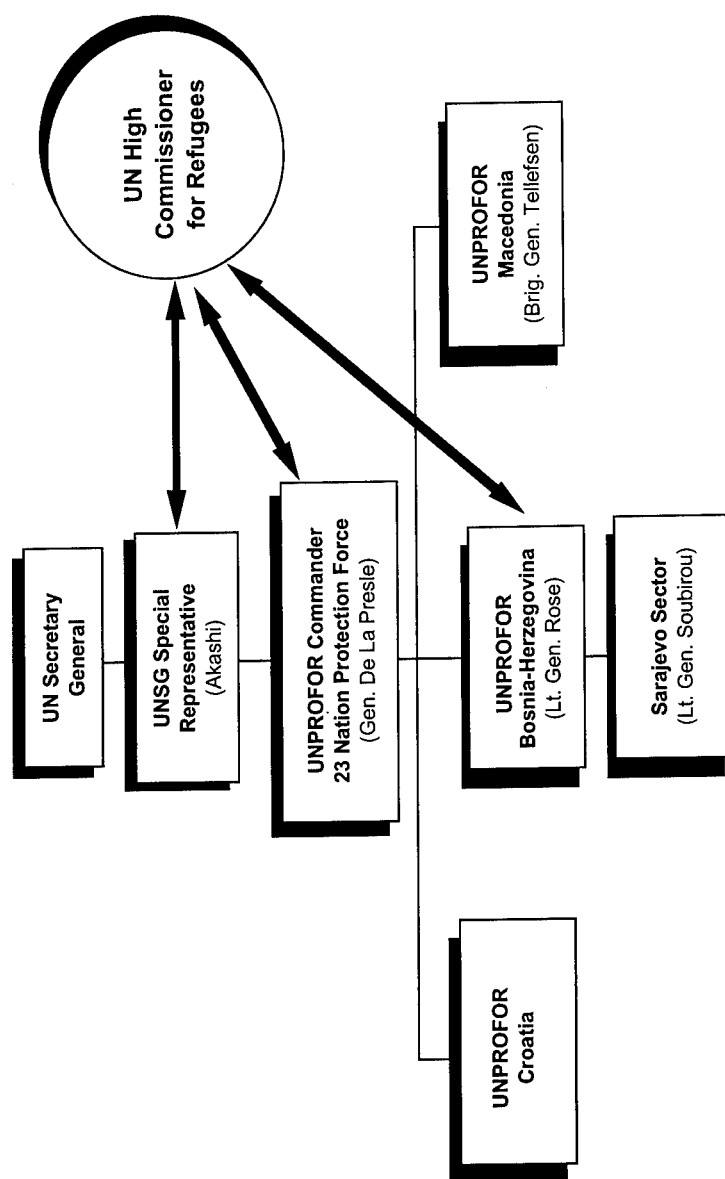 UN Secretary
General
UNSG Special
Representative
(Akashi)
UN High
Commissioner
for Refugees
UNPROFOR Commander
23 Nation Protection Force
(Gen. De La Presle)
UNPROFOR
Croatia
UNPROFOR
Bosnia-Herzegovina
(Lt. Gen. Rose)
UNPROFOR
Macedonia
(Brig. Gen. Tellefsen)
Sarajevo Sector
(Lt. Gen. Soubirou)